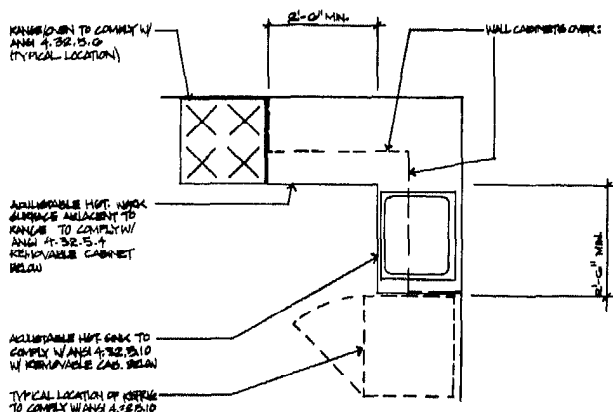 RANGE/OVEN TO COMPLY W/
ANSI 4.32.5.6
(TYPICAL LOCATION)
2'-6" MIN.
WALL CABINETS OVER:
ADJUSTABLE HGT. WORK
SURFACE ADJACENT TO
RANGE TO COMPLY W/
ANSI 4.32.5.4
REMOVABLE CABINET
BELOW
2'-6" MIN.
ADJUSTABLE HGT SINK TO
COMPLY W/ANSI 4.32.5.10
W/ REMOVABLE CAB. BELOW
TYPICAL LOCATION OF REFRIG
TO COMPLY W/ANSI